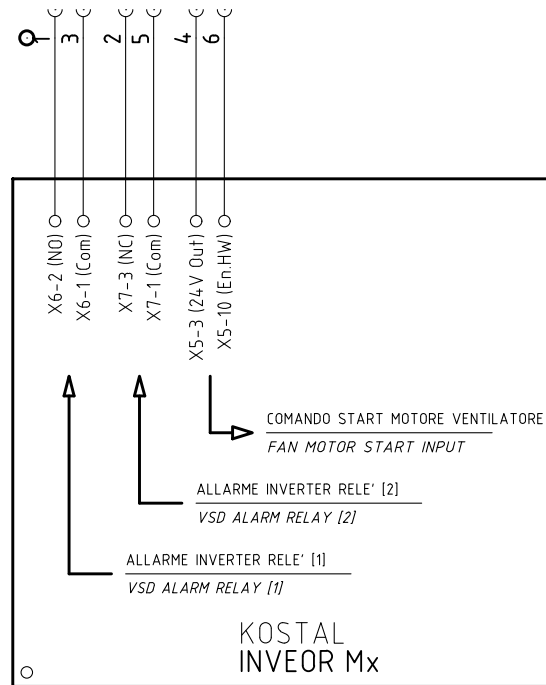 1
3
2
5
4
6
X6-2 (NO)
X6-1 (Com)
X7-3 (NC)
X7-1 (Com)
X5-3 (24V Out)
X5-10 (En.HW)
COMANDO START MOTORE VENTILATORE
FAN MOTOR START INPUT
ALLARME INVERTER RELE' [2]
VSD ALARM RELAY [2]
ALLARME INVERTER RELE' [1]
VSD ALARM RELAY [1]
KOSTAL
INVEOR Mx